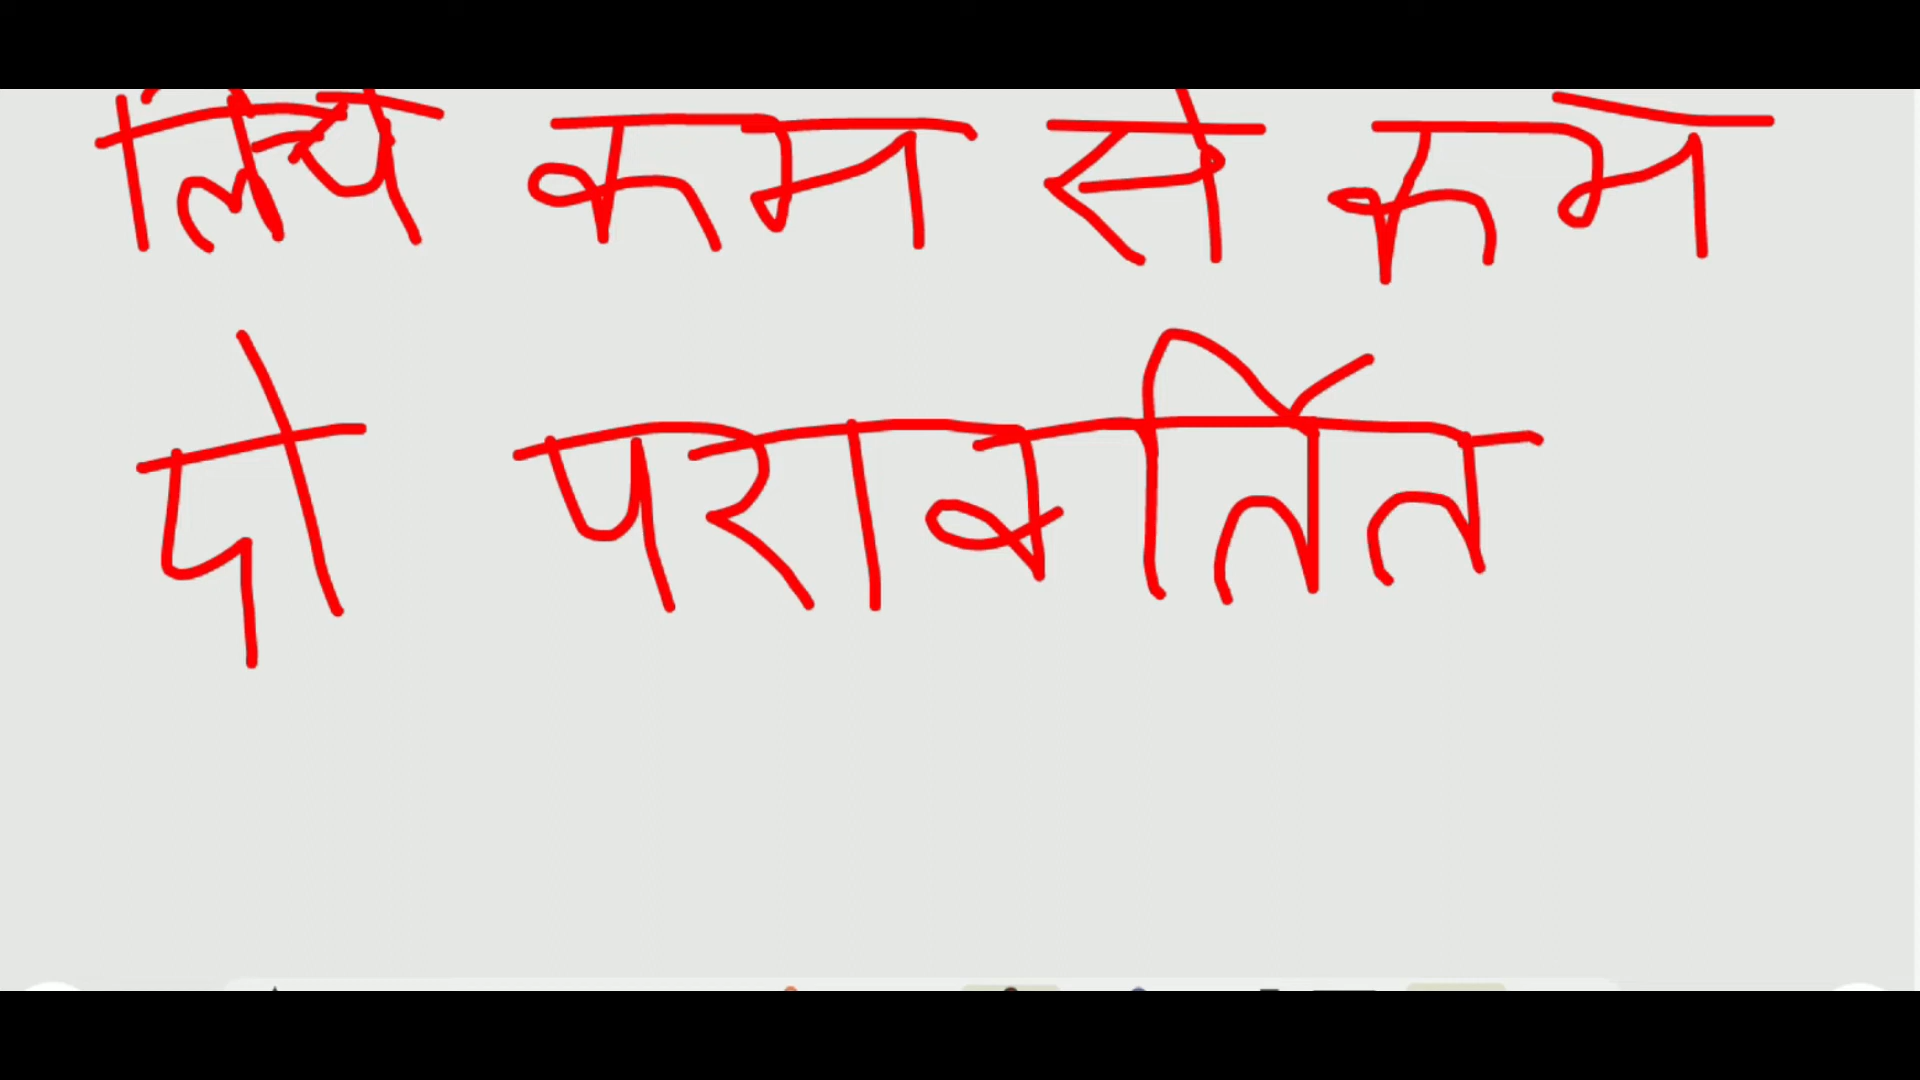 लिये कम से कम
दो परावर्तित